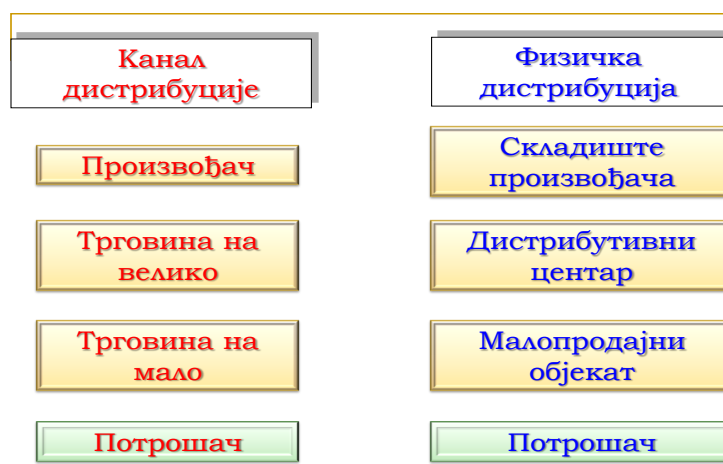 Канал
дистрибуције
Произвођач
Трговина на
велико
Трговина на
мало
Потрошач
Физичка
дистрибуција
Складиште
произвођача
Дистрибутивни
центар
Малопродајни
објекат
Потрошач